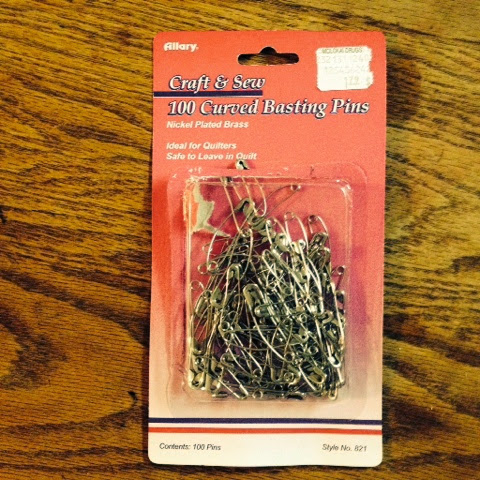 Allary®
Craft & Sew
100 Curved Basting Pins
Nickel Plated Brass
Ideal for Quilters
Safe to Leave in Quilt
Contents: 100 Pins
Style No. 821